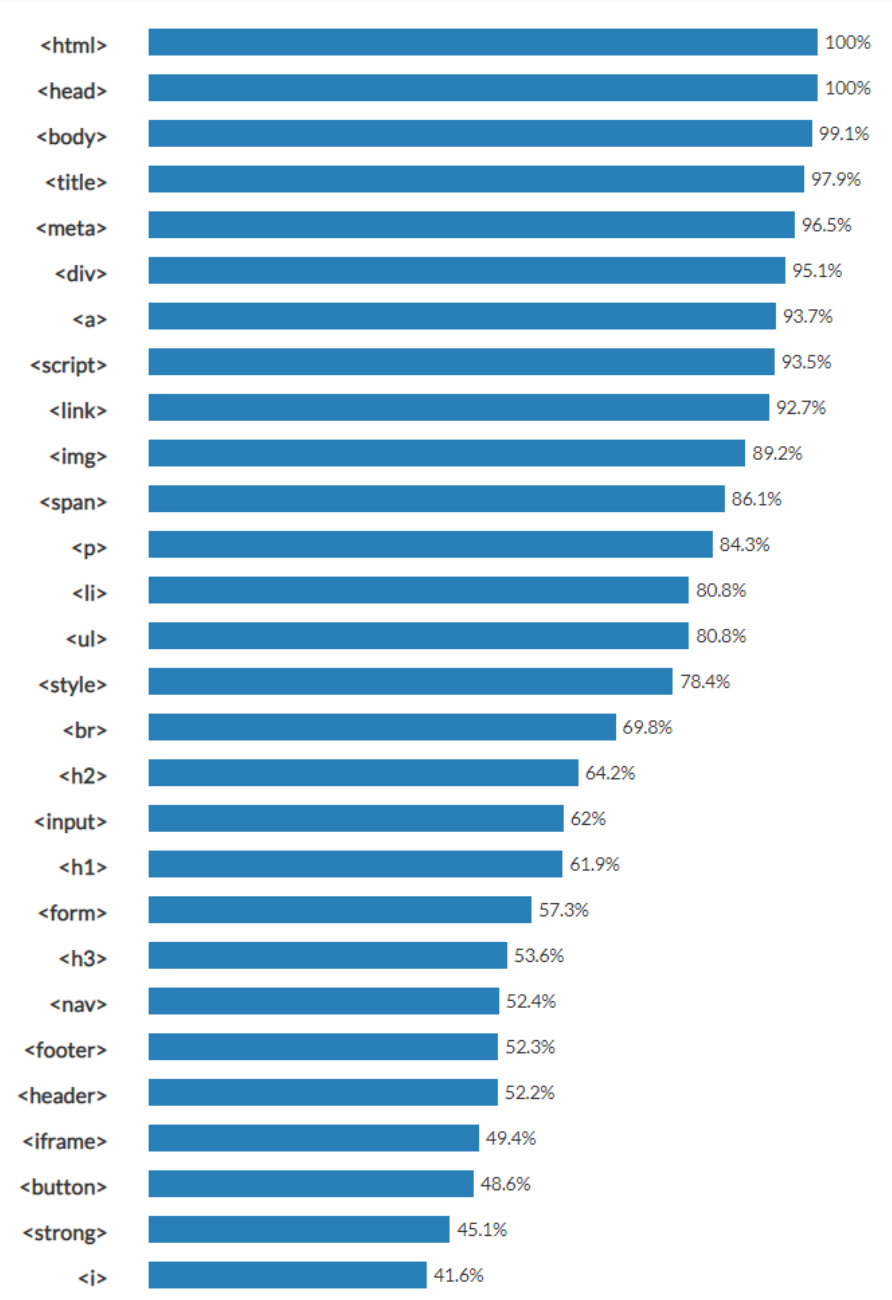 <html> 100%
<head> 100%
<body> 99.1%
<title> 97.9%
<meta> 96.5%
<div> 95.1%
<a> 93.7%
<script> 93.5%
<link> 92.7%
<img> 89.2%
<span> 86.1%
<p> 84.3%
<li> 80.8%
<ul> 80.8%
<style> 78.4%
<br> 69.8%
<h2> 64.2%
<input> 62%
<h1> 61.9%
<form> 57.3%
<h3> 53.6%
<nav> 52.4%
<footer> 52.3%
<header> 52.2%
<iframe> 49.4%
<button> 48.6%
<strong> 45.1%
<i> 41.6%